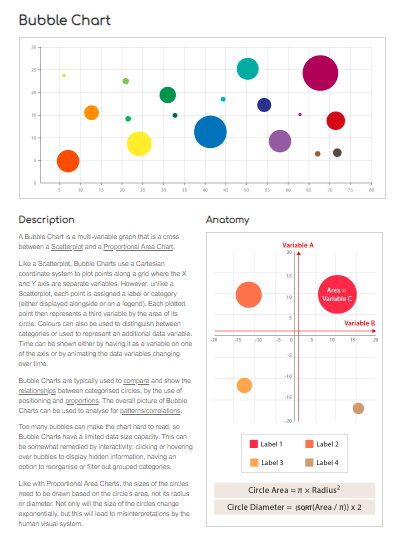 Bubble Chart
30
25
20
15
10
5
0
5 10 15 20 25 30 35 40 45 50 55 60 65 70 75 80
Description
A Bubble Chart is a multi-variable graph that is a cross
between a Scatterplot and a Proportional Area Chart.
Like a Scatterplot, Bubble Charts use a Cartesian
coordinate system to plot points along a grid where the X
and Y axis are separate variables. However. unlike a
Scatterplot, each point is assigned a label or category
(either displayed alongside or on a legend). Each plotted
point then represents a third variable by the area of its
circle. Colours can also be used to distinguish between
categories or used to represent an additional data variable.
Time can be shown either by having it as a variable on one
of the axis or by animating the data variables changing
over time.
Bubble Charts are typically used to compare and show the
relationships between categorised circles, by the use of
positioning and proportions. The overall picture of Bubble
Charts can be used to analyse for patterns/correlations.
Too many bubbles can make the chart hard to read, so
Bubble Charts have a limited data size capacity. This can
be somewhat remedied by interactivity: clicking or hovering
over bubbles to display hidden information, having an
option to reorganise or filter out grouped categories.
Like with Proportional Area Charts, the sizes of the circles
need to be drawn based on the circle's area, not its radius
or diameter. Not only will the size of the circles change
exponentially, but this will lead to misinterpretations by the
human visual system.
Anatomy
Variable A
20
15
10
5
Area =
Variable C
Variable B
-20 -15 -10 -5 5 10 15 20
-5
-10
-15
-20
Label 1 Label 2
Label 3 Label 4
Circle Area = π × Radius²
Circle Diameter = (SQRT(Area / π)) x 2